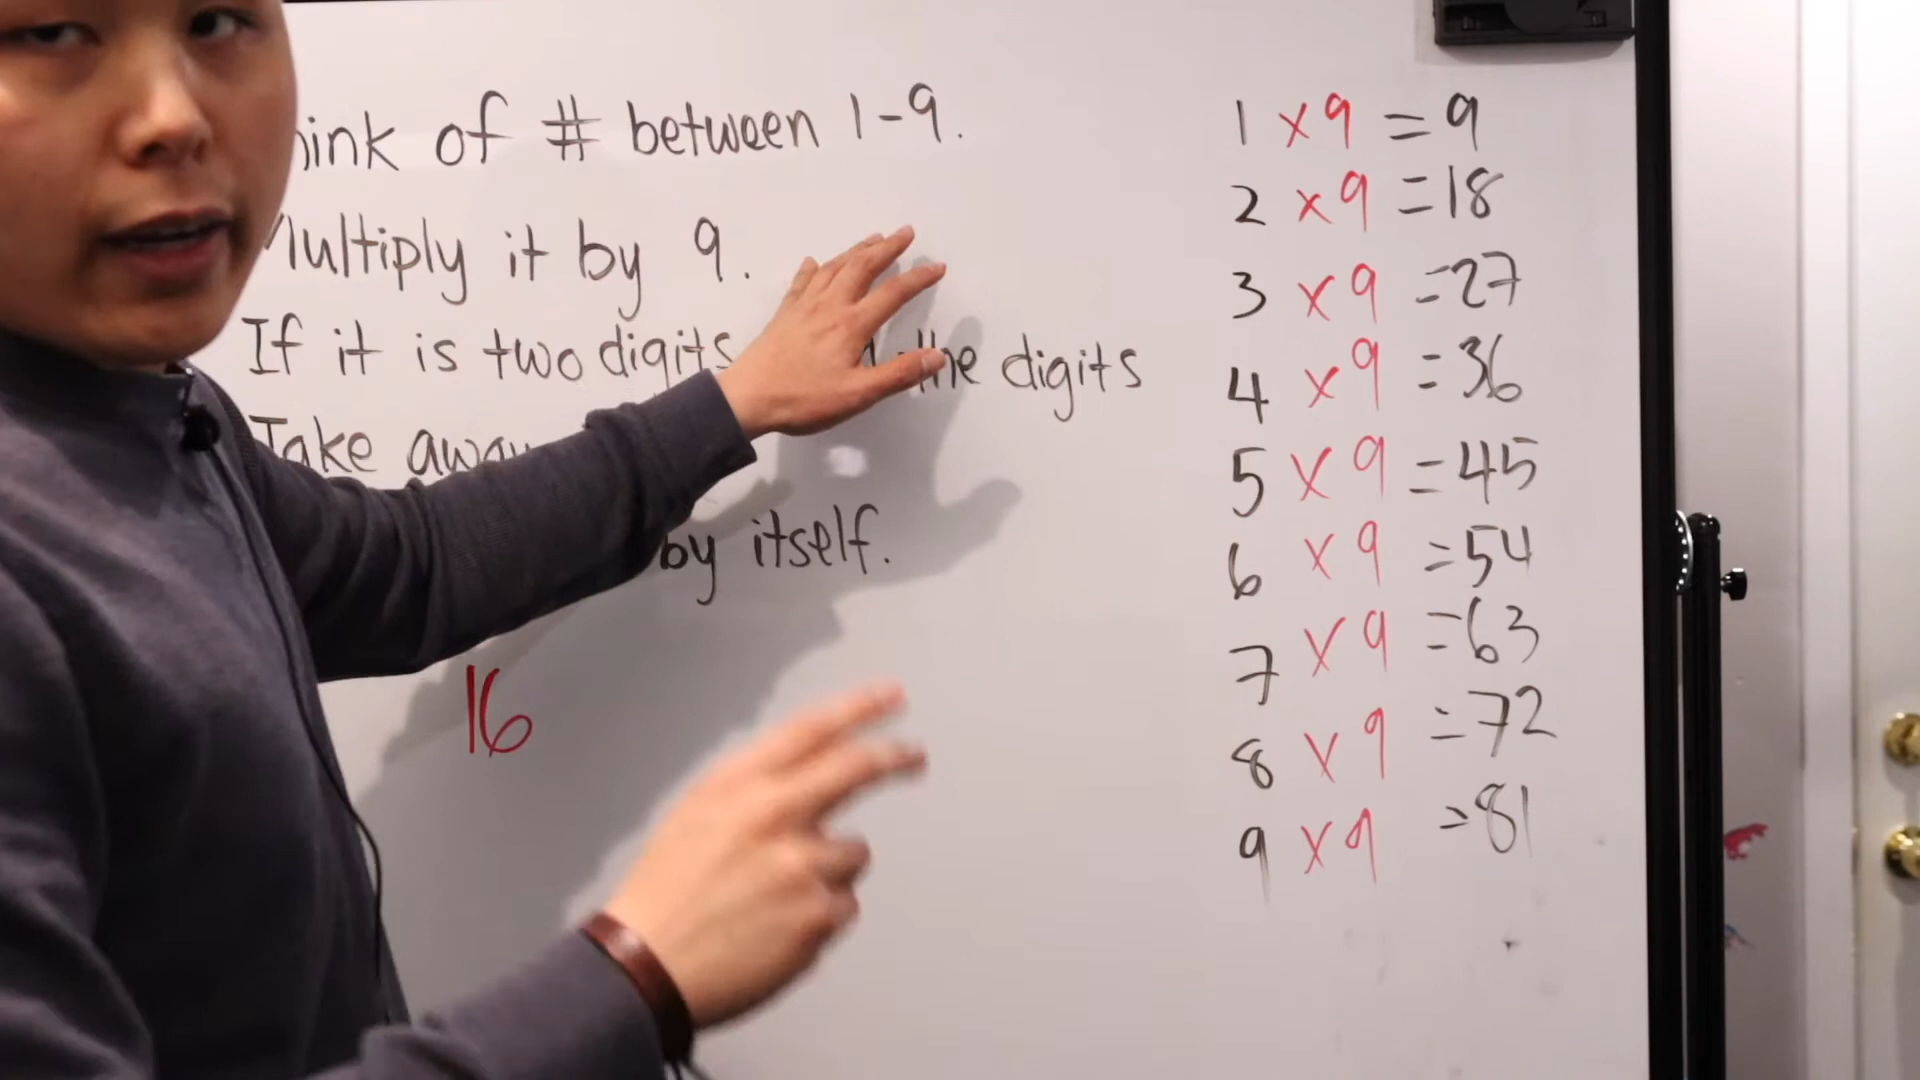 hink of # between 1-9.
Multiply it by 9.
If it is two digits the digits
Take away
by itself.
16
1 x 9 = 9
2 x 9 = 18
3 x 9 = 27
4 x 9 = 36
5 x 9 = 45
6 x 9 = 54
7 x 9 = 63
8 x 9 = 72
9 x 9 = 81